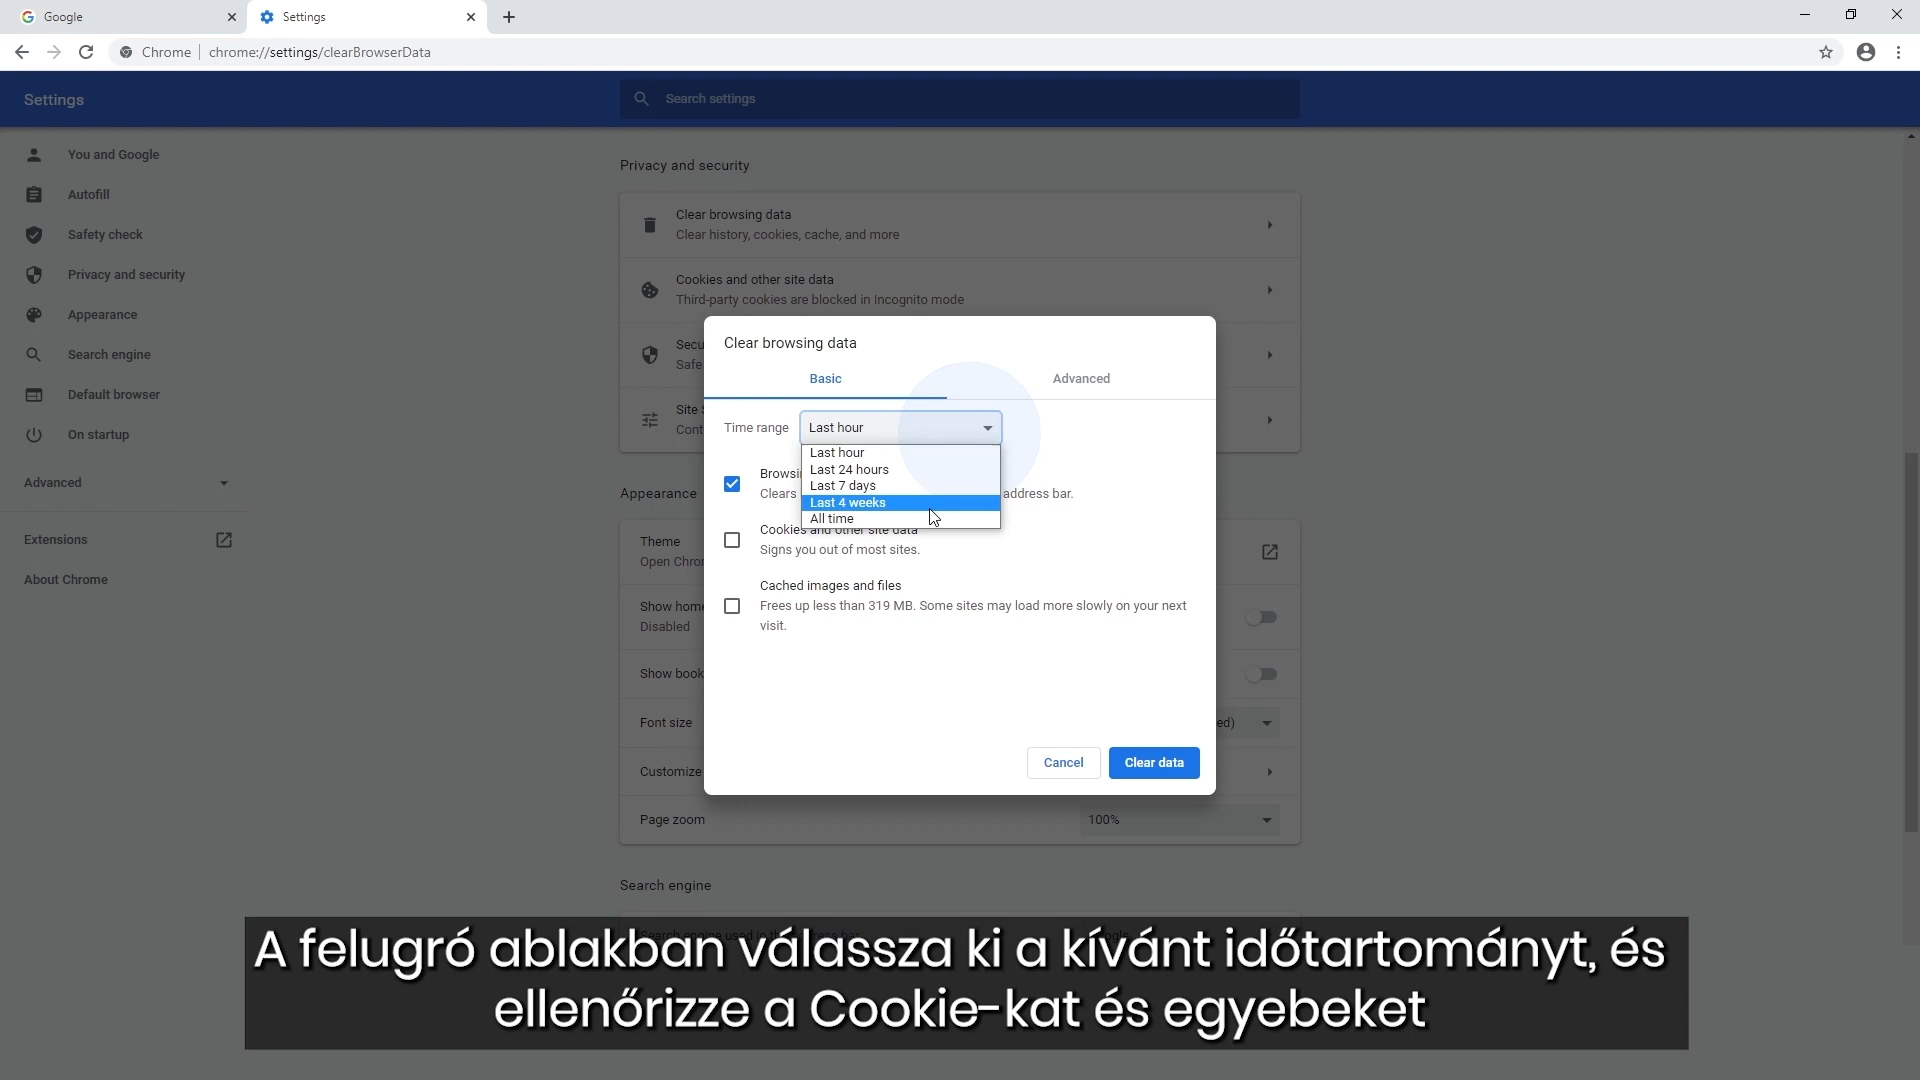 Google
Settings
Chrome
chrome://settings/clearBrowserData
Settings
Search settings
You and Google
Autofill
Safety check
Privacy and security
Appearance
Search engine
Default browser
On startup
Advanced
Extensions
About Chrome
Privacy and security
Clear browsing data
Clear history, cookies, cache, and more
Cookies and other site data
Third-party cookies are blocked in Incognito mode
Secu
Safe
Site S
Cont
Appearance
Theme
Open Chro
Show hom
Disabled
Show book
Font size
ed)
Customize
Page zoom
100%
Search engine
Clear browsing data
Basic
Advanced
Time range
Last hour
Last hour
Last 24 hours
Last 7 days
Last 4 weeks
All time
Browsi
Clears
address bar.
Cookies and other site data
Signs you out of most sites.
Cached images and files
Frees up less than 319 MB. Some sites may load more slowly on your next
visit.
Cancel
Clear data
A felugró ablakban válassza ki a kívánt időtartományt, és
ellenőrizze a Cookie-kat és egyebeket